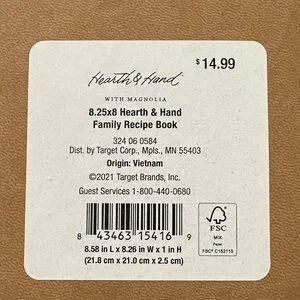 $14.99
Hearth & Hand
WITH MAGNOLIA
8.25x8 Hearth & Hand
Family Recipe Book
324 06 0584
Dist. by Target Corp., Mpls., MN 55403
Origin: Vietnam
©2021 Target Brands, Inc.
Guest Services 1-800-440-0680
8 43463 15416 9
8.58 in L x 8.26 in W x 1 in H
(21.8 cm x 21.0 cm x 2.5 cm)
FSC
MIX
Paper
FSC® C152115